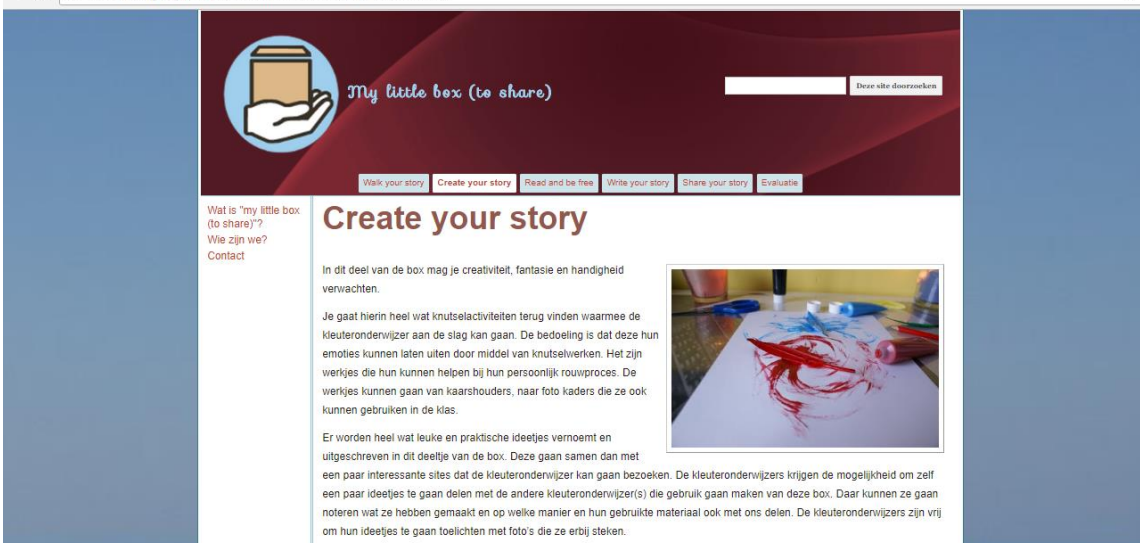 My little box (to share)
Deze site doorzoeken
Walk your story Create your story Read and be free Write your story Share your story Evaluatie
Wat is "my little box
(to share)"?
Wie zijn we?
Contact
Create your story
In dit deel van de box mag je creativiteit, fantasie en handigheid
verwachten.
Je gaat hierin heel wat knutselactiviteiten terug vinden waarmee de
kleuteronderwijzer aan de slag kan gaan. De bedoeling is dat deze hun
emoties kunnen laten uiten door middel van knutselwerken. Het zijn
werkjes die hun kunnen helpen bij hun persoonlijk rouwproces. De
werkjes kunnen gaan van kaarshouders, naar foto kaders die ze ook
kunnen gebruiken in de klas.
Er worden heel wat leuke en praktische ideetjes vernoemt en
uitgeschreven in dit deeltje van de box. Deze gaan samen dan met
een paar interessante sites dat de kleuteronderwijzer kan gaan bezoeken. De kleuteronderwijzers krijgen de mogelijkheid om zelf
een paar ideetjes te gaan delen met de andere kleuteronderwijzer(s) die gebruik gaan maken van deze box. Daar kunnen ze gaan
noteren wat ze hebben gemaakt en op welke manier en hun gebruikte materiaal ook met ons delen. De kleuteronderwijzers zijn vrij
om hun ideetjes te gaan toelichten met foto's die ze erbij steken.